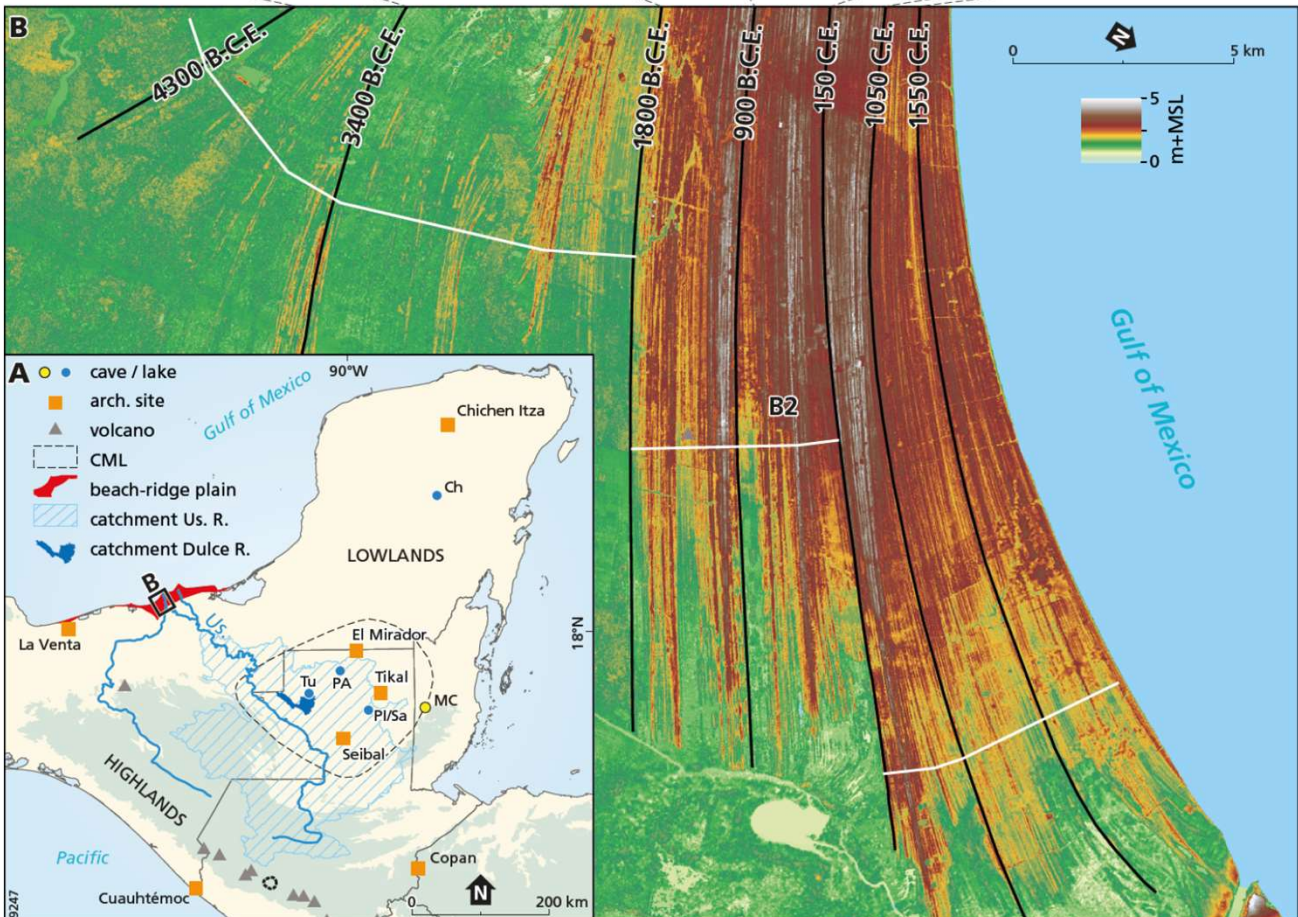 B
4300 B.C.E.
3400 B.C.E.
1800 B.C.E.
900 B.C.E.
150 C.E.
1050 C.E.
1550 C.E.
N
0 5 km
5
0
m+MSL
Gulf of Mexico
B2
A
90°W
cave / lake
arch. site
volcano
CML
beach-ridge plain
catchment Us. R.
catchment Dulce R.
Gulf of Mexico
Chichen Itza
Ch
LOWLANDS
B
Us.
La Venta
18°N
El Mirador
Tu
PA
Tikal
PI/Sa
MC
Seibal
HIGHLANDS
Pacific
Copan
Cuauhtémoc
N
0 200 km
9247